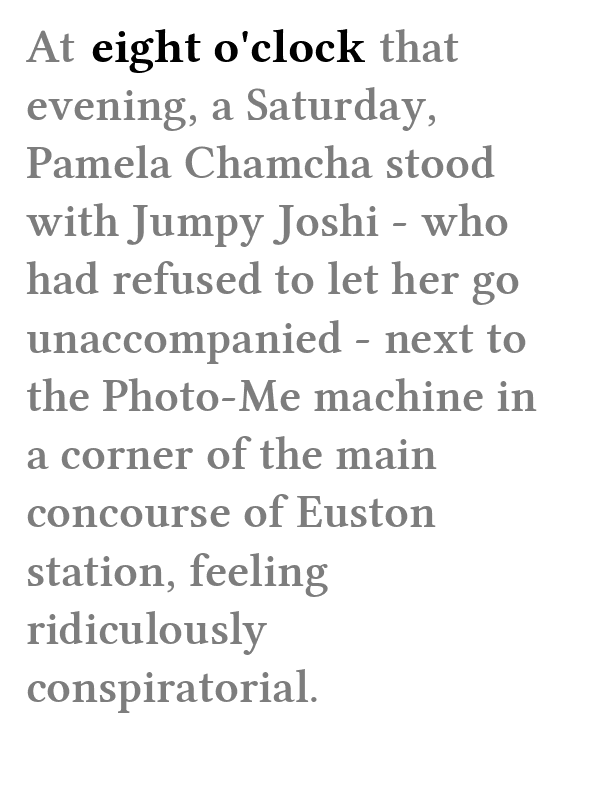 At eight o'clock that
evening, a Saturday,
Pamela Chamcha stood
with Jumpy Joshi - who
had refused to let her go
unaccompanied - next to
the Photo-Me machine in
a corner of the main
concourse of Euston
station, feeling
ridiculously
conspiratorial.